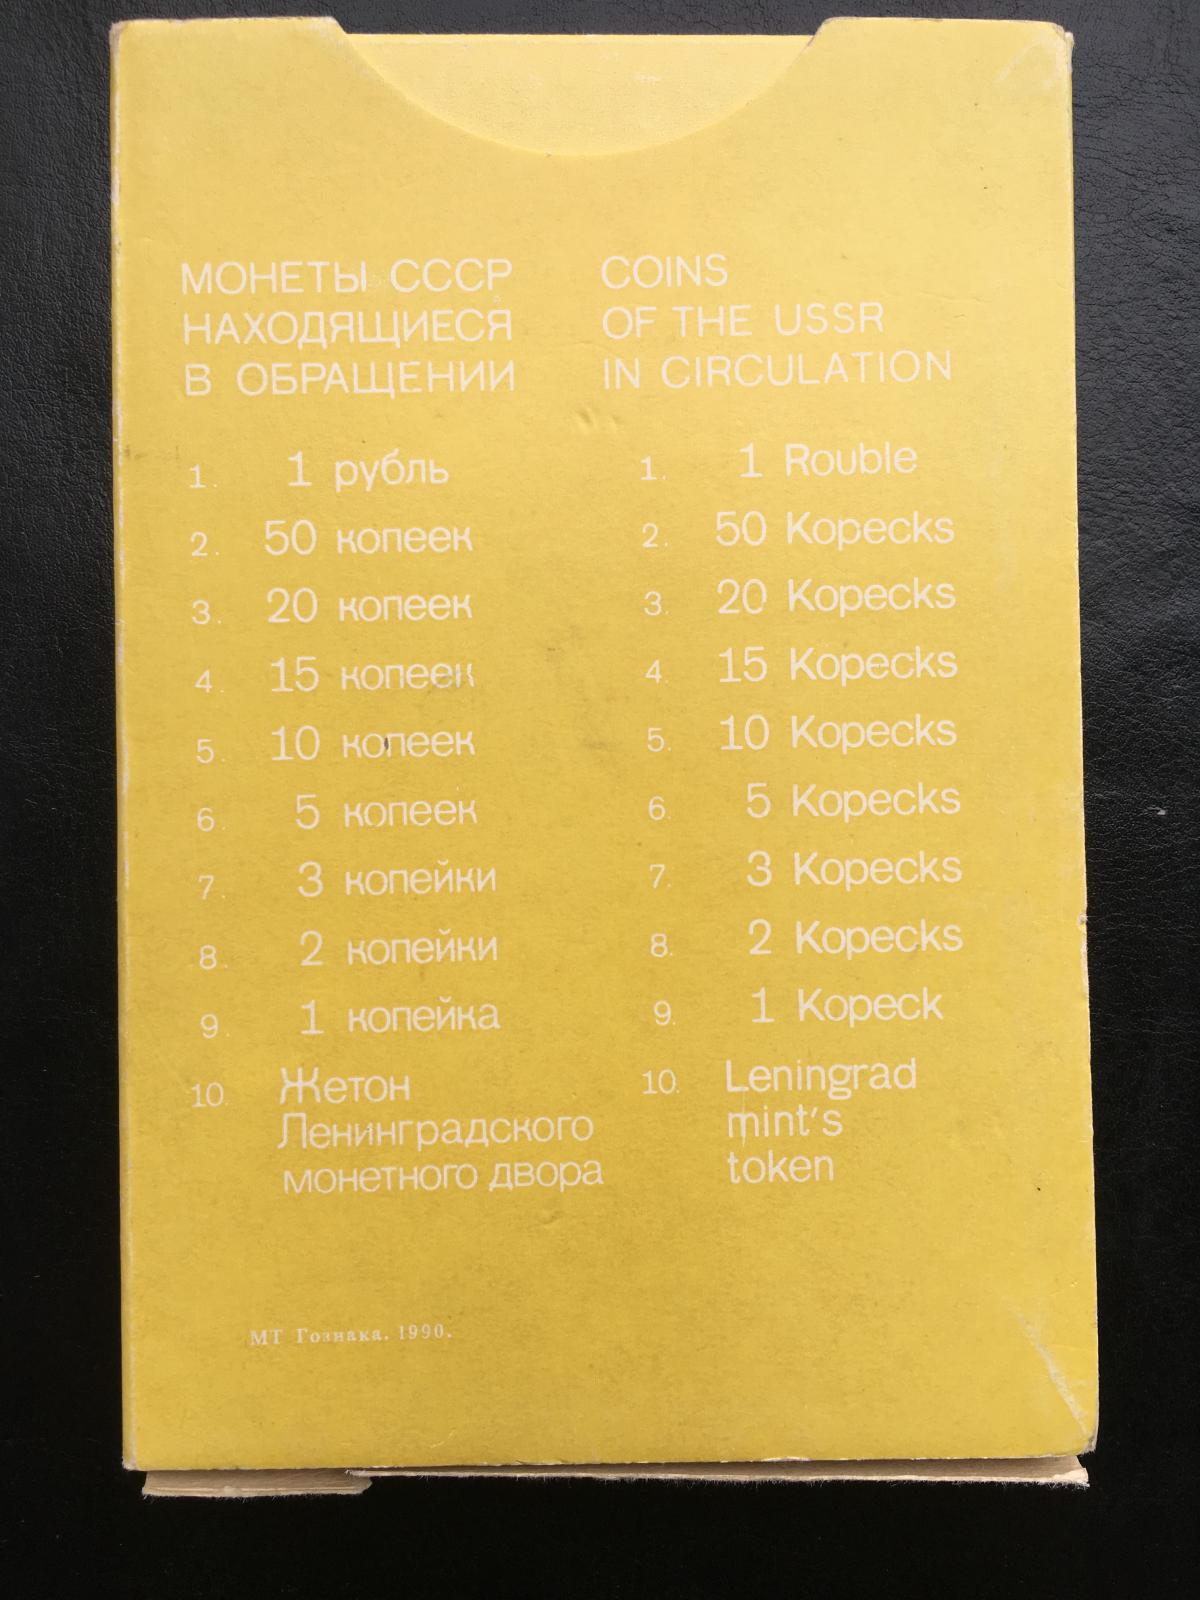 МОНЕТЫ СССР
НАХОДЯЩИЕСЯ
В ОБРАЩЕНИИ
1. 1 рубль
2. 50 копеек
3. 20 копеек
4. 15 копеек
5. 10 копеек
6. 5 копеек
7. 3 копейки
8. 2 копейки
9. 1 копейка
10. Жетон
Ленинградского
монетного двора
COINS
OF THE USSR
IN CIRCULATION
1. 1 Rouble
2. 50 Kopecks
3. 20 Kopecks
4. 15 Kopecks
5. 10 Kopecks
6. 5 Kopecks
7. 3 Kopecks
8. 2 Kopecks
9. 1 Kopeck
10. Leningrad
mint's
token
МТ Гознака. 1990.